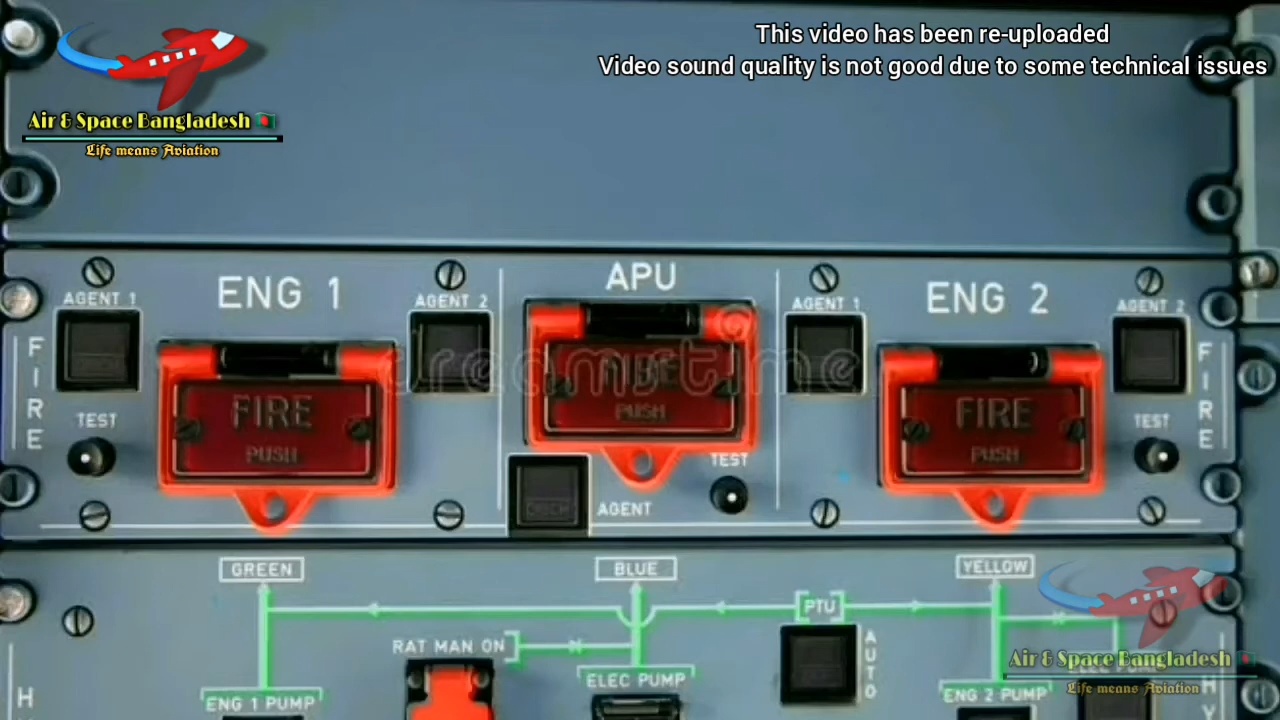 This video has been re-uploaded
Video sound quality is not good due to some technical issues
Air & Space Bangladesh
Life means Aviation
ENG 1
APU
ENG 2
AGENT 1
AGENT 2
AGENT 1
AGENT 2
FIRE
FIRE
TEST
FIRE
PUSH
FIRE
PUSH
FIRE
PUSH
TEST
TEST
AGENT
dreamstime
GREEN
BLUE
YELLOW
PTU
RAT MAN ON
AUTO
ELEC PUMP
ENG 1 PUMP
ENG 2 PUMP
Air & Space Bangladesh
Life means Aviation